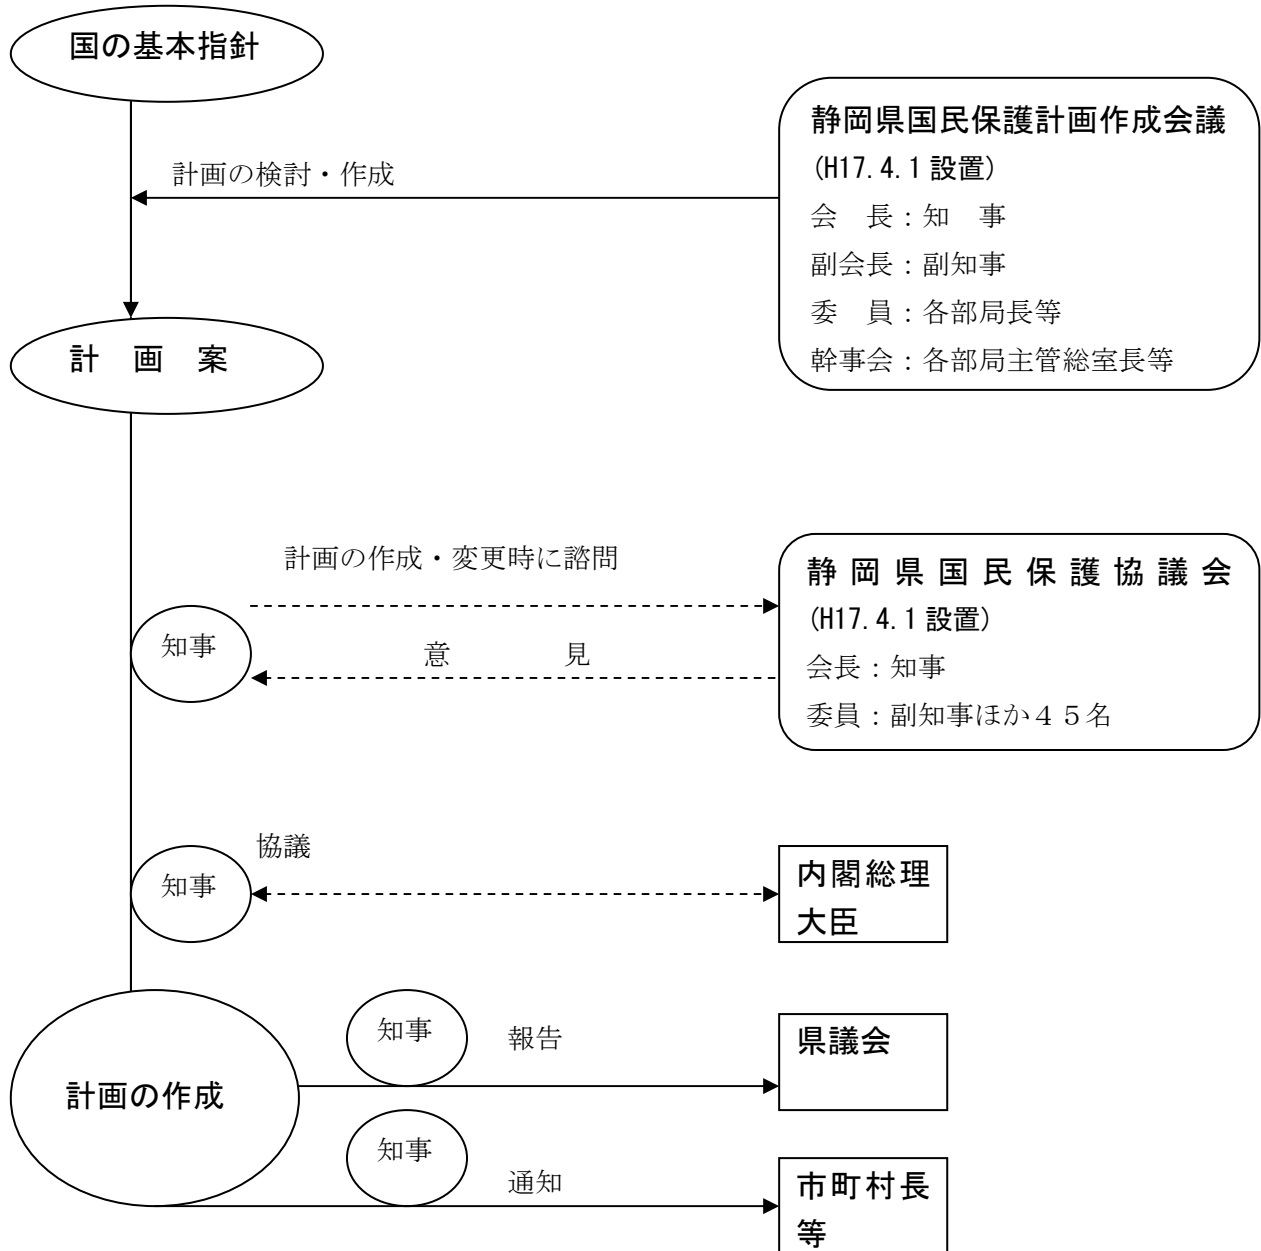 国の基本指針
静岡県国民保護計画作成会議
(H17.4.1設置)
会　長：知　事
副会長：副知事
委　員：各部局長等
幹事会：各部局主管総室長等
計画の検討・作成
計　画　案
計画の作成・変更時に諮問
知事
意　見
静岡県国民保護協議会
(H17.4.1設置)
会長：知事
委員：副知事ほか４５名
協議
知事
内閣総理
大臣
計画の作成
知事
報告
県議会
知事
通知
市町村長
等